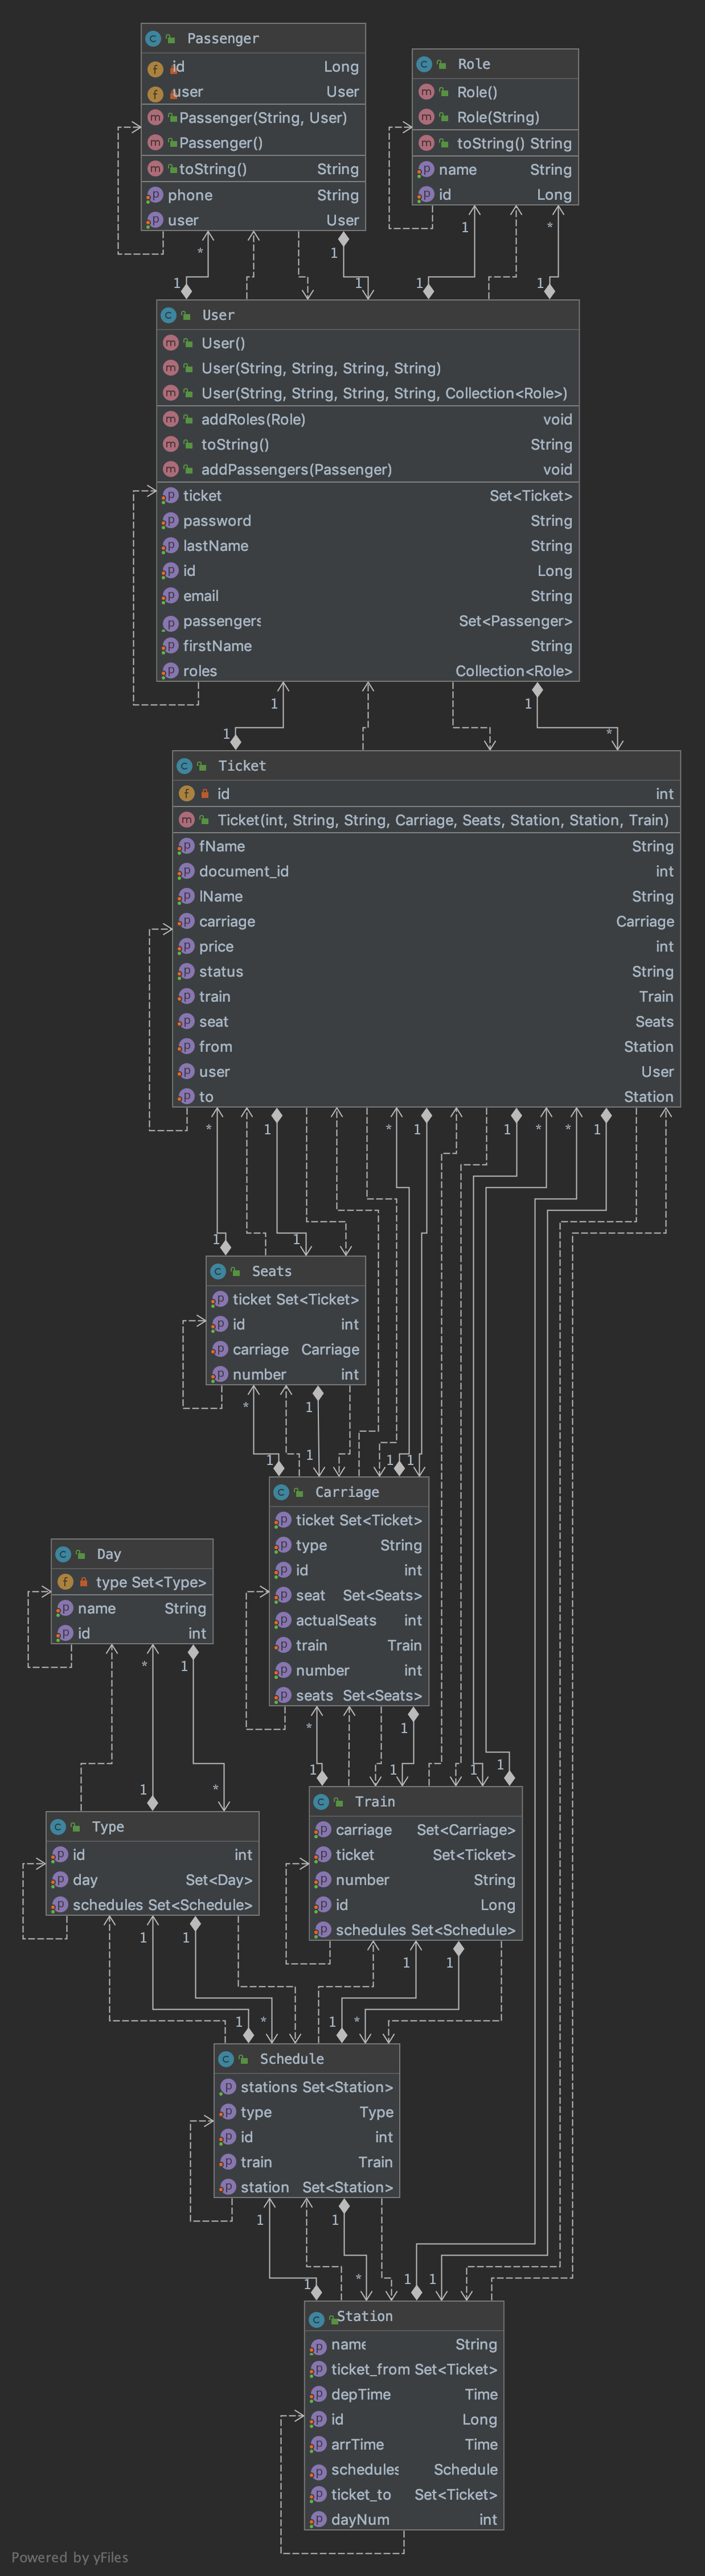 Passenger
id Long
user User
Passenger(String, User)
Passenger()
toString() String
phone String
user User
Role
Role()
Role(String)
toString() String
name String
id Long
1 * 1 1
1 1 * 1
User
User()
User(String, String, String, String)
User(String, String, String, String, Collection<Role>)
addRoles(Role) void
toString() String
addPassengers(Passenger) void
ticket Set<Ticket>
password String
lastName String
id Long
email String
passengers Set<Passenger>
firstName String
roles Collection<Role>
1 1
1 *
Ticket
id int
Ticket(int, String, String, Carriage, Seats, Station, Station, Train)
fName String
document_id int
lName String
carriage Carriage
price int
status String
train Train
seat Seats
from Station
user User
to Station
* 1 * 1 1 * * 1
1 1
Seats
ticket Set<Ticket>
id int
carriage Carriage
number int
* 1
1 1 1 1
Carriage
ticket Set<Ticket>
type String
id int
seat Set<Seats>
actualSeats int
train Train
number int
seats Set<Seats>
Day
type Set<Type>
name String
id int
* 1
1 *
* 1
1 1 1 1
Type
id int
day Set<Day>
schedules Set<Schedule>
Train
carriage Set<Carriage>
ticket Set<Ticket>
number String
id Long
schedules Set<Schedule>
1 1 1 1
1 * 1 *
Schedule
stations Set<Station>
type Type
id int
train Train
station Set<Station>
1 1
1 * 1 1
Station
name String
ticket_from Set<Ticket>
depTime Time
id Long
arrTime Time
schedules Schedule
ticket_to Set<Ticket>
dayNum int
Powered by yFiles